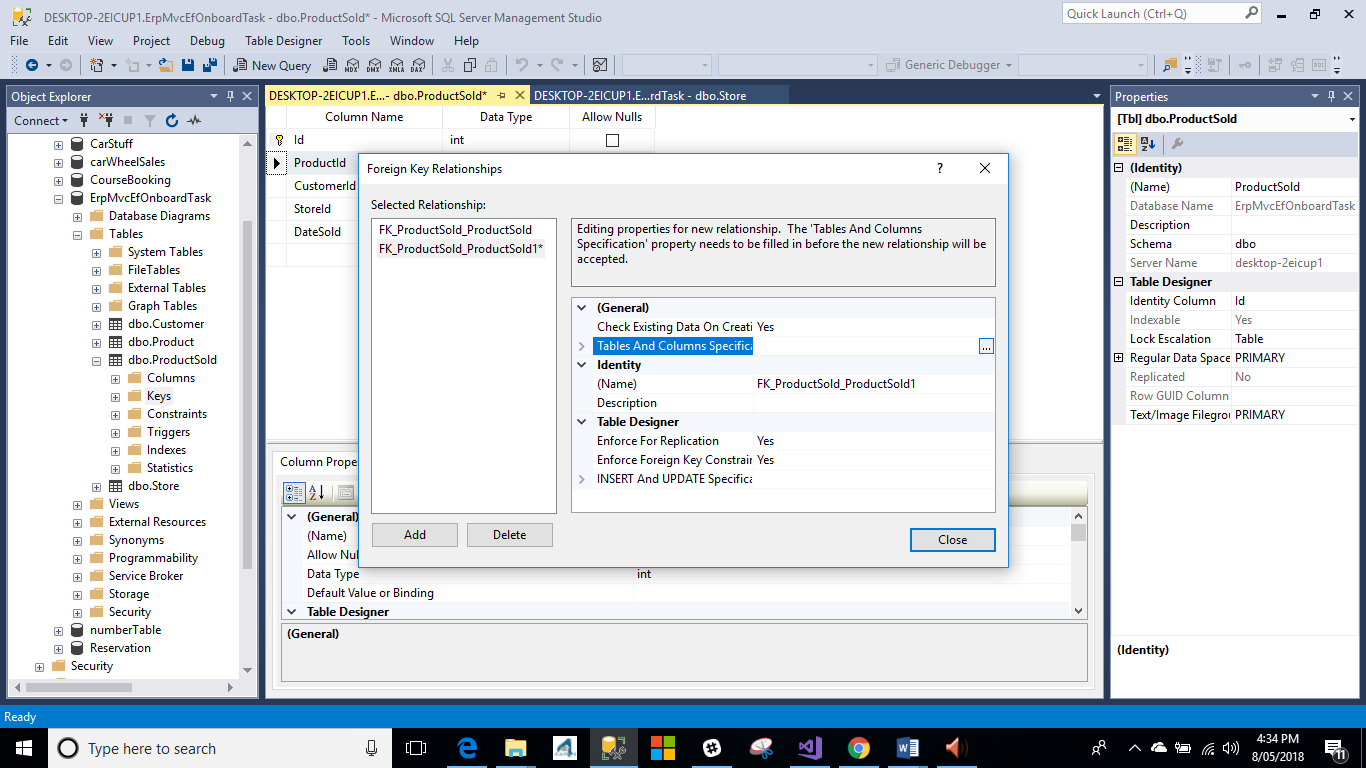 DESKTOP-2EICUP1.ErpMvcEfOnboardTask - dbo.ProductSold* - Microsoft SQL Server Management Studio
Quick Launch (Ctrl+Q)
File Edit View Project Debug Table Designer Tools Window Help
New Query
MDX DMX XMLA DAX
Generic Debugger
Object Explorer
Connect
CarStuff
carWheelSales
CourseBooking
ErpMvcEfOnboardTask
Database Diagrams
Tables
System Tables
FileTables
External Tables
Graph Tables
dbo.Customer
dbo.Product
dbo.ProductSold
Columns
Keys
Constraints
Triggers
Indexes
Statistics
dbo.Store
Views
External Resources
Synonyms
Programmability
Service Broker
Storage
Security
numberTable
Reservation
Security
DESKTOP-2EICUP1.E...- dbo.ProductSold* DESKTOP-2EICUP1.E...rdTask - dbo.Store
Column Name Data Type Allow Nulls
Id int
ProductId
CustomerId
StoreId
DateSold
Foreign Key Relationships ?
Selected Relationship:
FK_ProductSold_ProductSold
FK_ProductSold_ProductSold1*
Editing properties for new relationship. The 'Tables And Columns
Specification' property needs to be filled in before the new relationship will be
accepted.
(General)
Check Existing Data On Creati Yes
Tables And Columns Specifica ...
Identity
(Name) FK_ProductSold_ProductSold1
Description
Table Designer
Enforce For Replication Yes
Enforce Foreign Key Constrain Yes
INSERT And UPDATE Specifica
Add Delete Close
Column Prope
(General)
(Name)
Allow Nul
Data Type int
Default Value or Binding
Table Designer
(General)
Properties
[Tbl] dbo.ProductSold
(Identity)
(Name) ProductSold
Database Name ErpMvcEfOnboardTask
Description
Schema dbo
Server Name desktop-2eicup1
Table Designer
Identity Column Id
Indexable Yes
Lock Escalation Table
Regular Data Space PRIMARY
Replicated No
Row GUID Column
Text/Image Filegrou PRIMARY
(Identity)
Ready
Type here to search
4:34 PM
8/05/2018
11